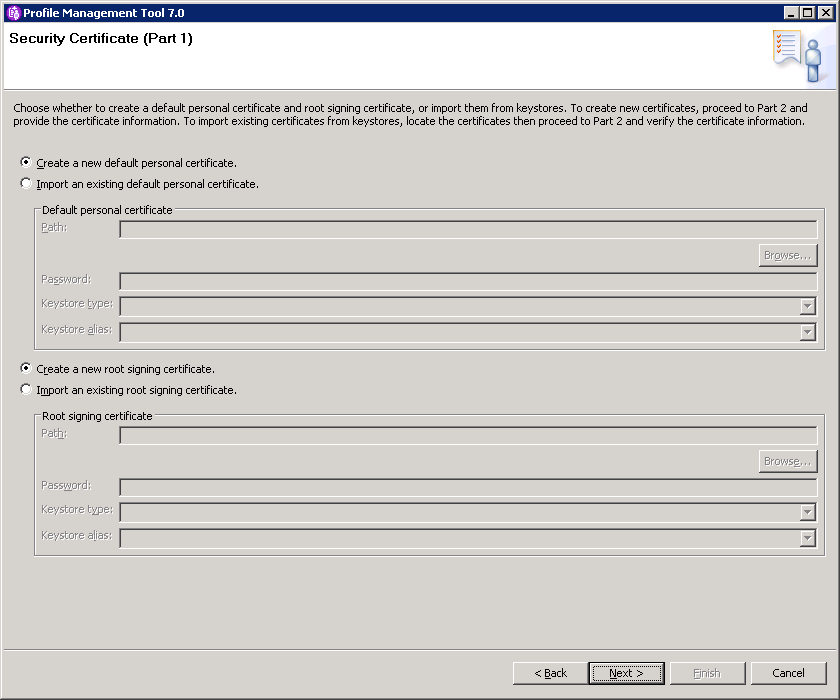 Profile Management Tool 7.0
Security Certificate (Part 1)
Choose whether to create a default personal certificate and root signing certificate, or import them from keystores. To create new certificates, proceed to Part 2 and
provide the certificate information. To import existing certificates from keystores, locate the certificates then proceed to Part 2 and verify the certificate information.
Create a new default personal certificate.
Import an existing default personal certificate.
Default personal certificate
Path:
Browse...
Password:
Keystore type:
Keystore alias:
Create a new root signing certificate.
Import an existing root signing certificate.
Root signing certificate
Path:
Browse...
Password:
Keystore type:
Keystore alias:
< Back Next > Finish Cancel